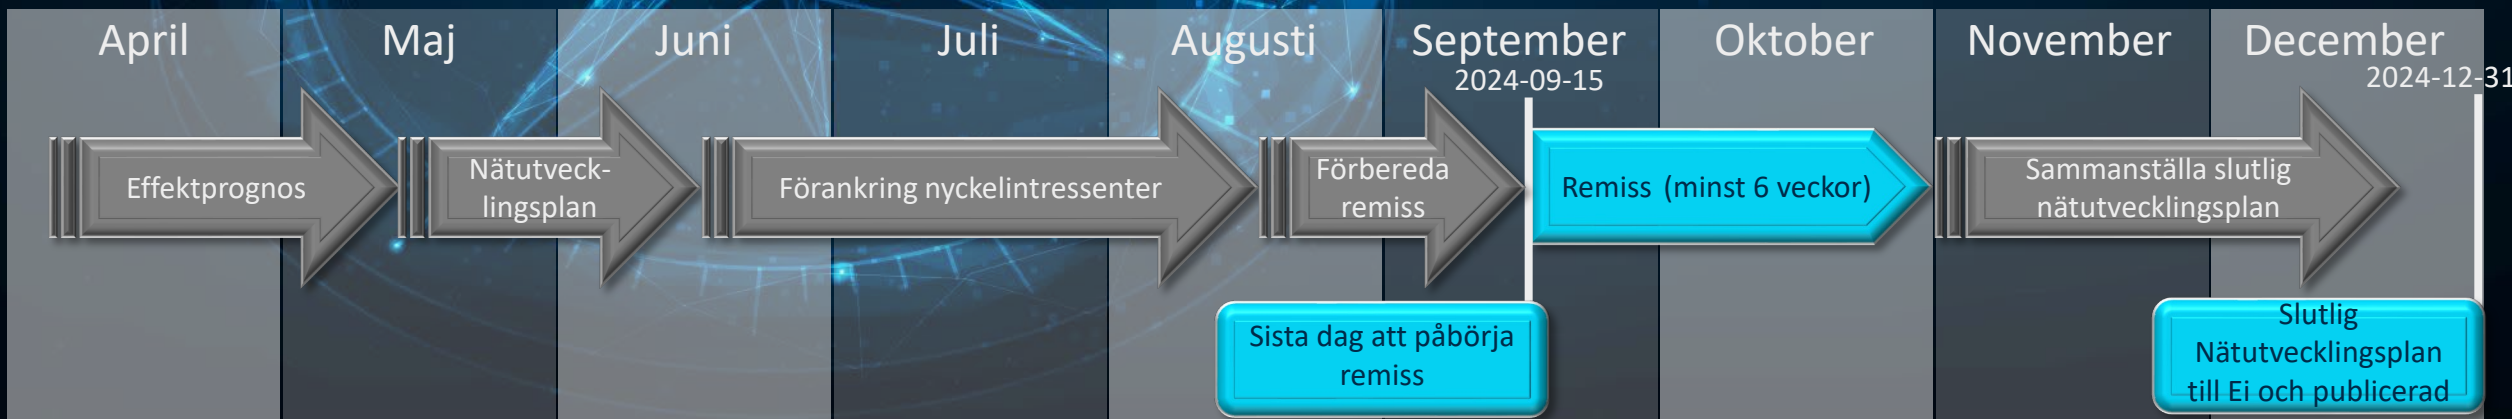 April
Maj
Juni
Juli
Augusti
September
Oktober
November
December
2024-09-15
2024-12-31
Effektprognos
Nätutveck-
lingsplan
Förankring nyckelintressenter
Förbereda
remiss
Remiss (minst 6 veckor)
Sammanställa slutlig
nätutvecklingsplan
Sista dag att påbörja
remiss
Slutlig
Nätutvecklingsplan
till Ei och publicerad